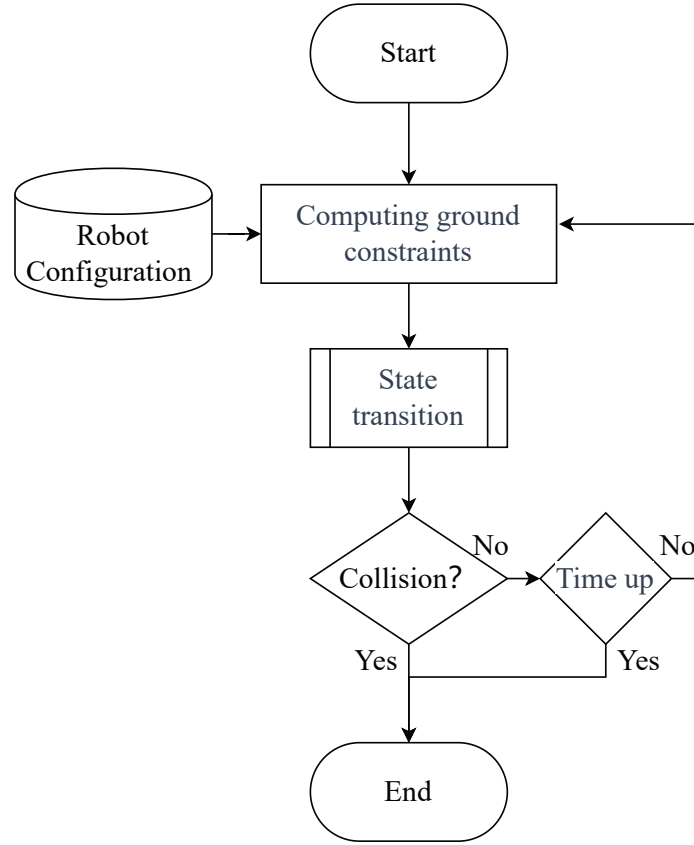 Start
Computing ground
constraints
Robot
Configuration
State
transition
Collision?
No
Time up
No
Yes
Yes
End